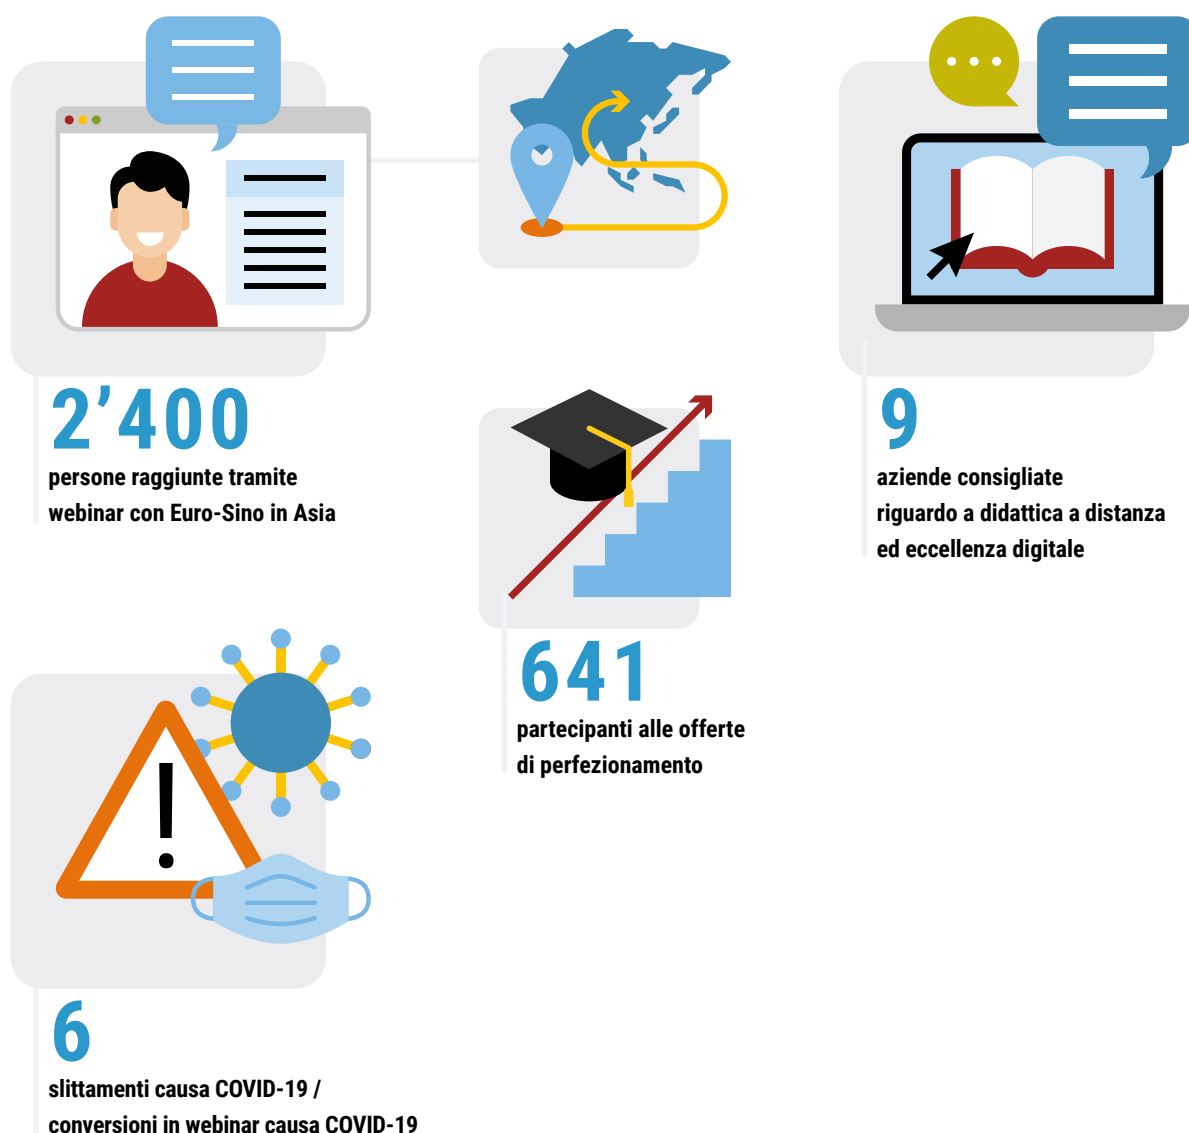 2’400
persone raggiunte tramite
webinar con Euro-Sino in Asia
9
aziende consigliate
riguardo a didattica a distanza
ed eccellenza digitale
641
partecipanti alle offerte
di perfezionamento
6
slittamenti causa COVID-19 /
conversioni in webinar causa COVID-19